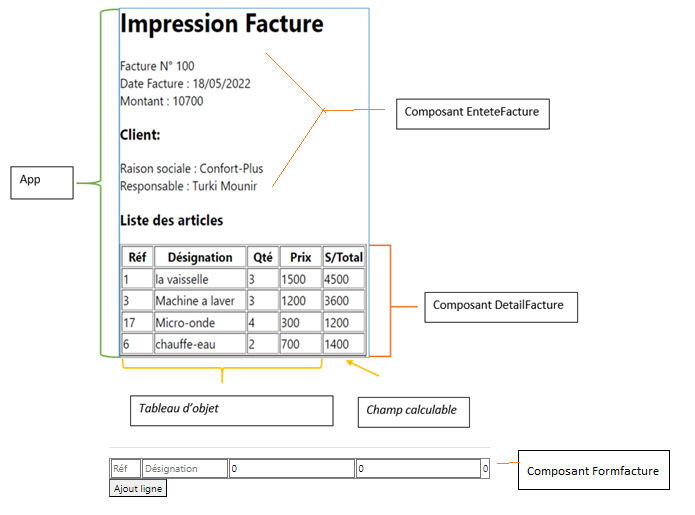 Impression Facture
Facture N° 100
Date Facture : 18/05/2022
Montant : 10700
Composant EnteteFacture
Client:
App
Raison sociale : Confort-Plus
Responsable : Turki Mounir
Liste des articles
Réf Désignation Qté Prix S/Total
1 la vaisselle 3 1500 4500
3 Machine a laver 3 1200 3600
17 Micro-onde 4 300 1200
6 chauffe-eau 2 700 1400
Composant DetailFacture
Tableau d'objet
Champ calculable
Réf Désignation 0 0 0
Ajout ligne
Composant Formfacture